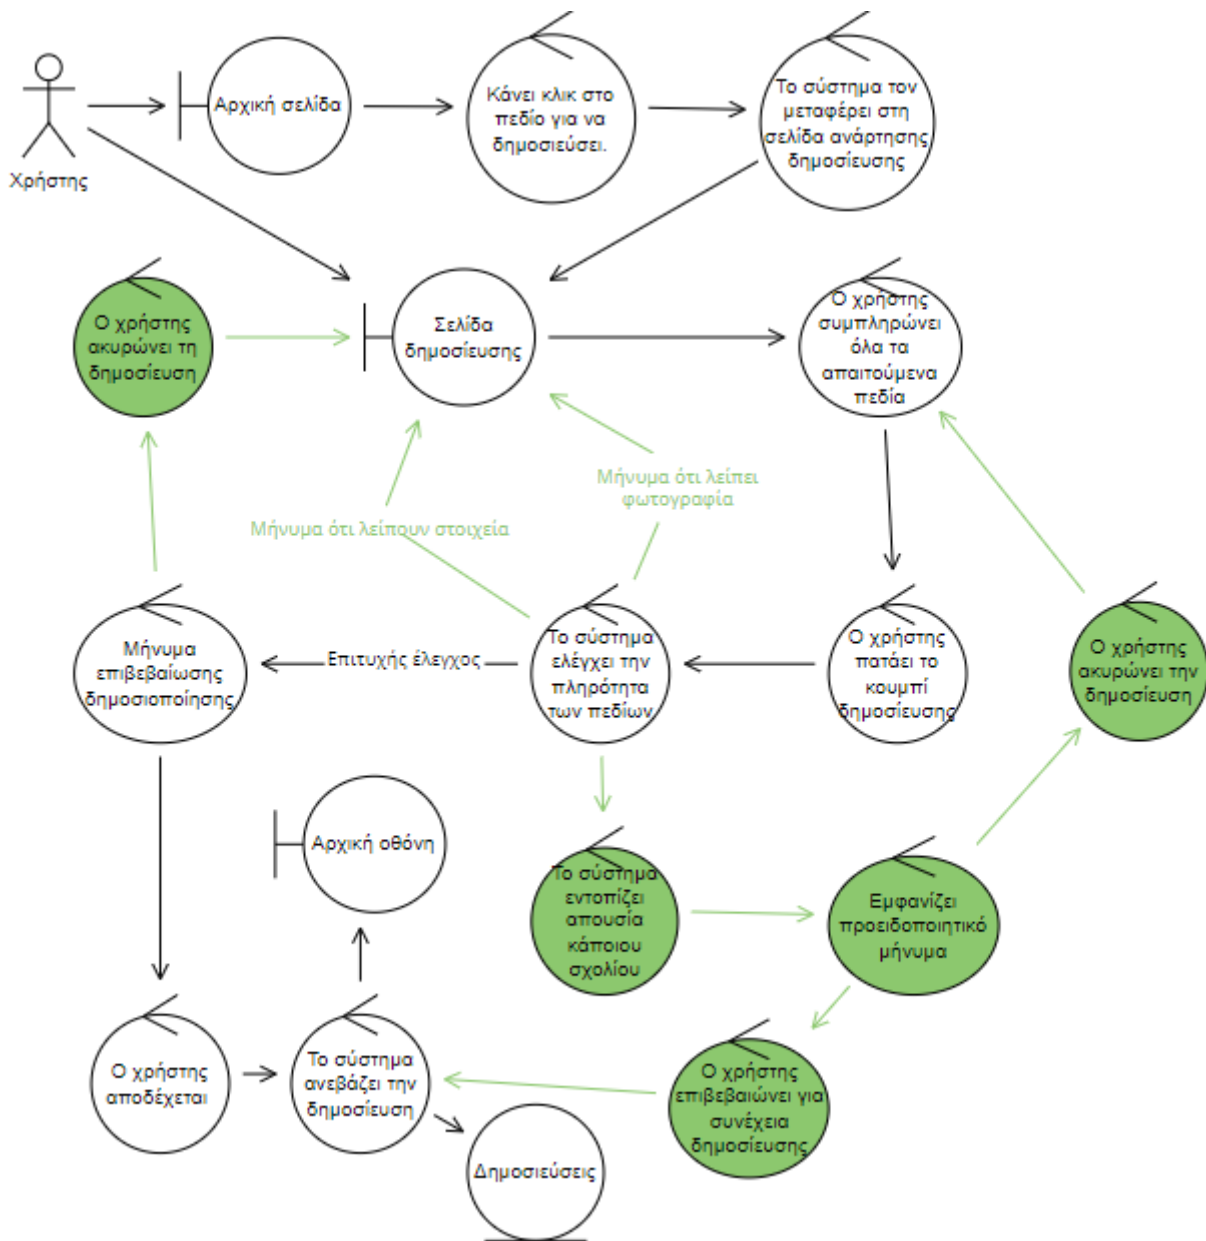 Αρχική σελίδα
Κάνει κλικ στο
πεδίο για να
δημοσιεύσει.
Το σύστημα τον
μεταφέρει στη
σελίδα ανάρτησης
δημοσίευσης
Χρήστης
Ο χρήστης
ακυρώνει τη
δημοσίευση
Σελίδα
δημοσίευσης
Ο χρήστης
συμπληρώνει
όλα τα
απαιτούμενα
πεδία
Μήνυμα ότι λείπει
φωτογραφία
Μήνυμα ότι λείπουν στοιχεία
Μήνυμα
επιβεβαίωσης
δημοσιοποίησης
Επιτυχής έλεγχος
Το σύστημα
ελέγχει την
πληρότητα
των πεδίων
Ο χρήστης
πατάει το
κουμπί
δημοσίευσης
Ο χρήστης
ακυρώνει την
δημοσίευση
Αρχική οθόνη
Το σύστημα
εντοπίζει
απουσία
κάποιου
σχολίου
Εμφανίζει
προειδοποιητικό
μήνυμα
Ο χρήστης
αποδέχεται
Το σύστημα
ανεβάζει την
δημοσίευση
Ο χρήστης
επιβεβαιώνει για
συνέχεια
δημοσίευσης
Δημοσιεύσεις